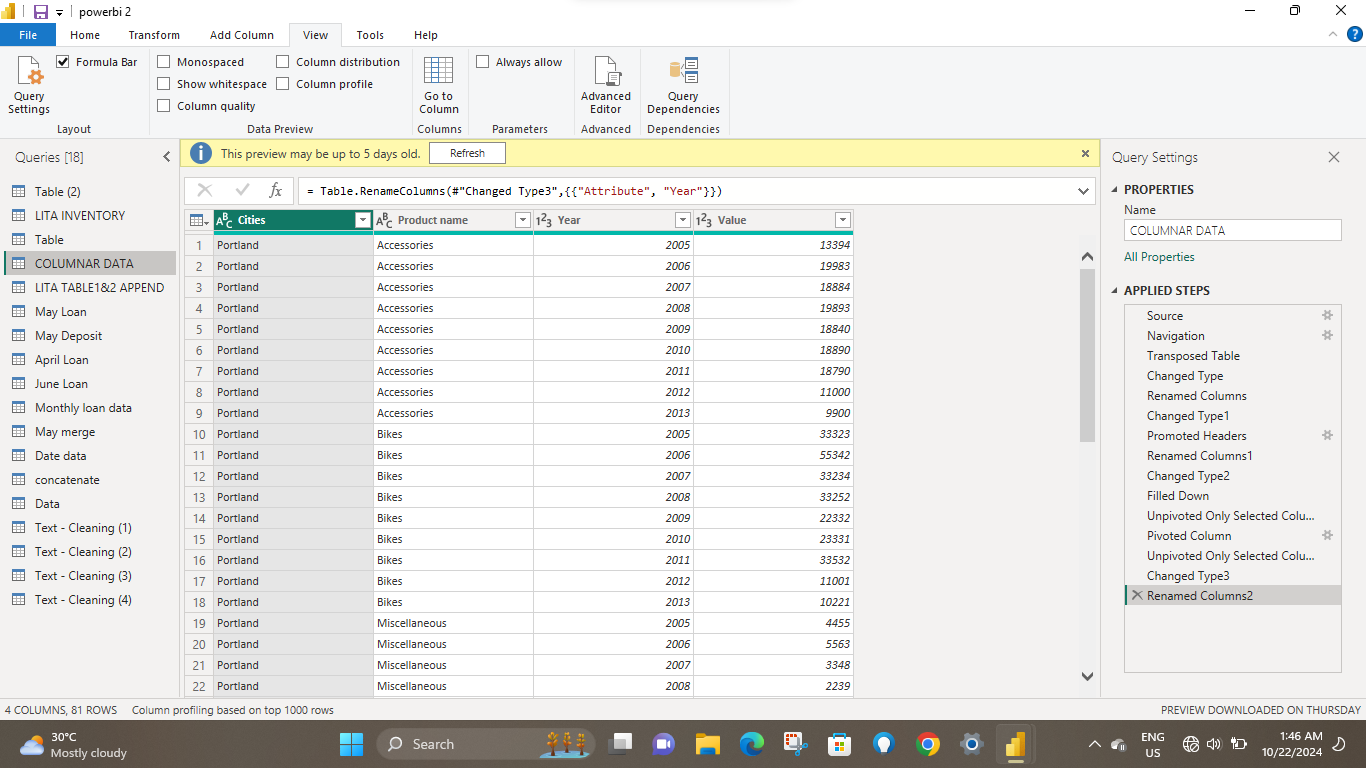 powerbi 2
File Home Transform Add Column View Tools Help
Query Settings
Formula Bar
Layout
Monospaced
Show whitespace
Column quality
Column distribution
Column profile
Data Preview
Go to Column
Columns
Always allow
Parameters
Advanced Editor
Advanced
Query Dependencies
Dependencies
Queries [18]
Table (2)
LITA INVENTORY
Table
COLUMNAR DATA
LITA TABLE1&2 APPEND
May Loan
May Deposit
April Loan
June Loan
Monthly loan data
May merge
Date data
concatenate
Data
Text - Cleaning (1)
Text - Cleaning (2)
Text - Cleaning (3)
Text - Cleaning (4)
This preview may be up to 5 days old. Refresh
fx = Table.RenameColumns(#"Changed Type3",{{"Attribute", "Year"}})
ABC Cities ABC Product name 123 Year 123 Value
1 Portland Accessories 2005 13394
2 Portland Accessories 2006 19983
3 Portland Accessories 2007 18884
4 Portland Accessories 2008 19893
5 Portland Accessories 2009 18840
6 Portland Accessories 2010 18890
7 Portland Accessories 2011 18790
8 Portland Accessories 2012 11000
9 Portland Accessories 2013 9900
10 Portland Bikes 2005 33323
11 Portland Bikes 2006 55342
12 Portland Bikes 2007 33234
13 Portland Bikes 2008 33252
14 Portland Bikes 2009 22332
15 Portland Bikes 2010 23331
16 Portland Bikes 2011 33532
17 Portland Bikes 2012 11001
18 Portland Bikes 2013 10221
19 Portland Miscellaneous 2005 4455
20 Portland Miscellaneous 2006 5563
21 Portland Miscellaneous 2007 3348
22 Portland Miscellaneous 2008 2239
Query Settings
PROPERTIES
Name
COLUMNAR DATA
All Properties
APPLIED STEPS
Source
Navigation
Transposed Table
Changed Type
Renamed Columns
Changed Type1
Promoted Headers
Renamed Columns1
Changed Type2
Filled Down
Unpivoted Only Selected Colu...
Pivoted Column
Unpivoted Only Selected Colu...
Changed Type3
Renamed Columns2
4 COLUMNS, 81 ROWS Column profiling based on top 1000 rows PREVIEW DOWNLOADED ON THURSDAY
30°C
Mostly cloudy
Search
ENG
US
1:46 AM
10/22/2024